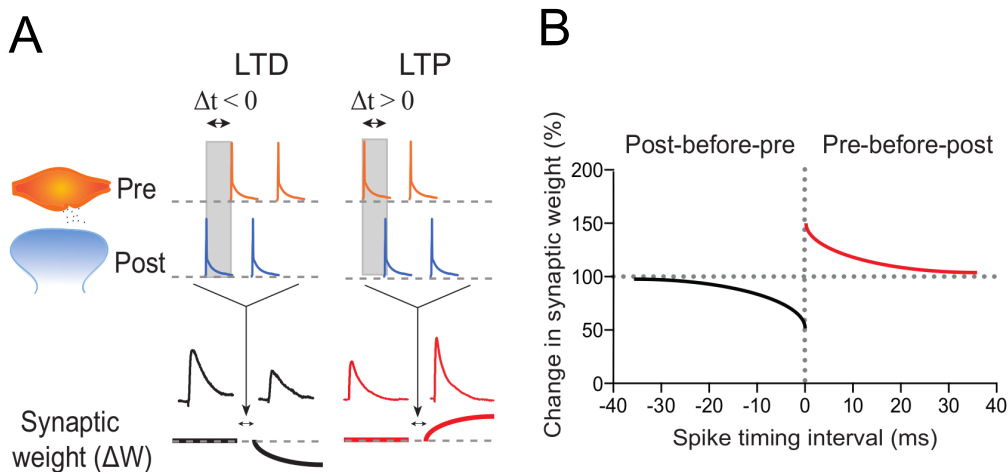 A
LTD
LTP
Δt < 0
Δt > 0
Pre
Post
Synaptic
weight (ΔW)
B
Post-before-pre
Pre-before-post
Change in synaptic weight (%)
200
150
100
50
0
-40
-30
-20
-10
0
10
20
30
40
Spike timing interval (ms)